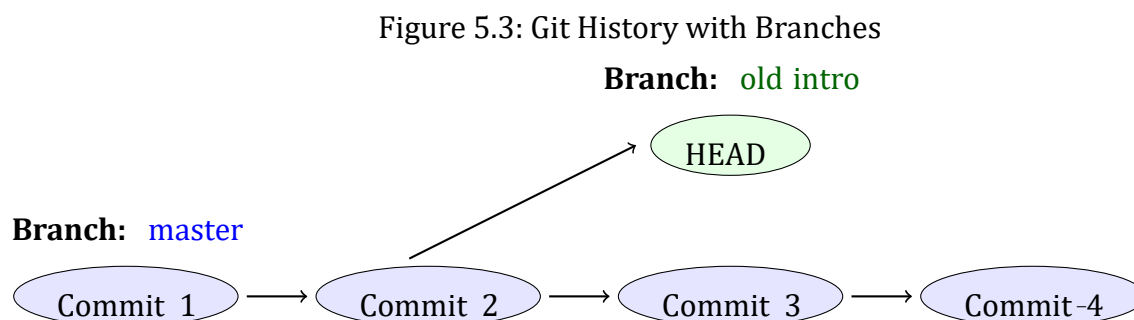 Figure 5.3: Git History with Branches
Branch: old intro
HEAD
Branch: master
Commit 1 Commit 2 Commit 3 Commit-4